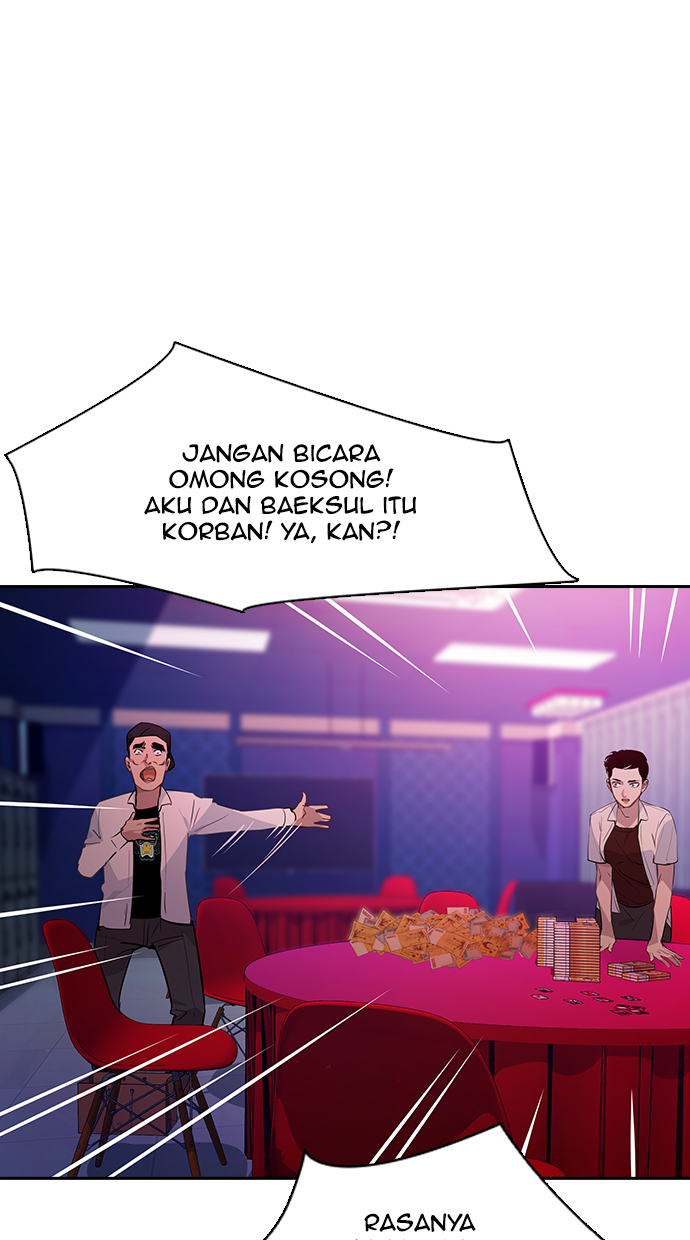 JANGAN BICARA
OMONG KOSONG!
AKU DAN BAEKSUL ITU
KORBAN! YA, KAN?!
RASANYA